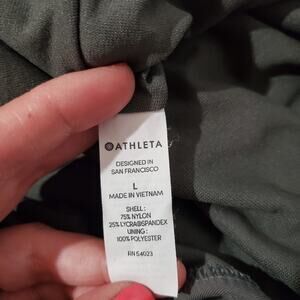 ATHLETA
DESIGNED IN
SAN FRANCISCO
L
MADE IN VIETNAM
SHELL:
75% NYLON
25% LYCRA®SPANDEX
LINING:
100% POLYESTER
RN 54023